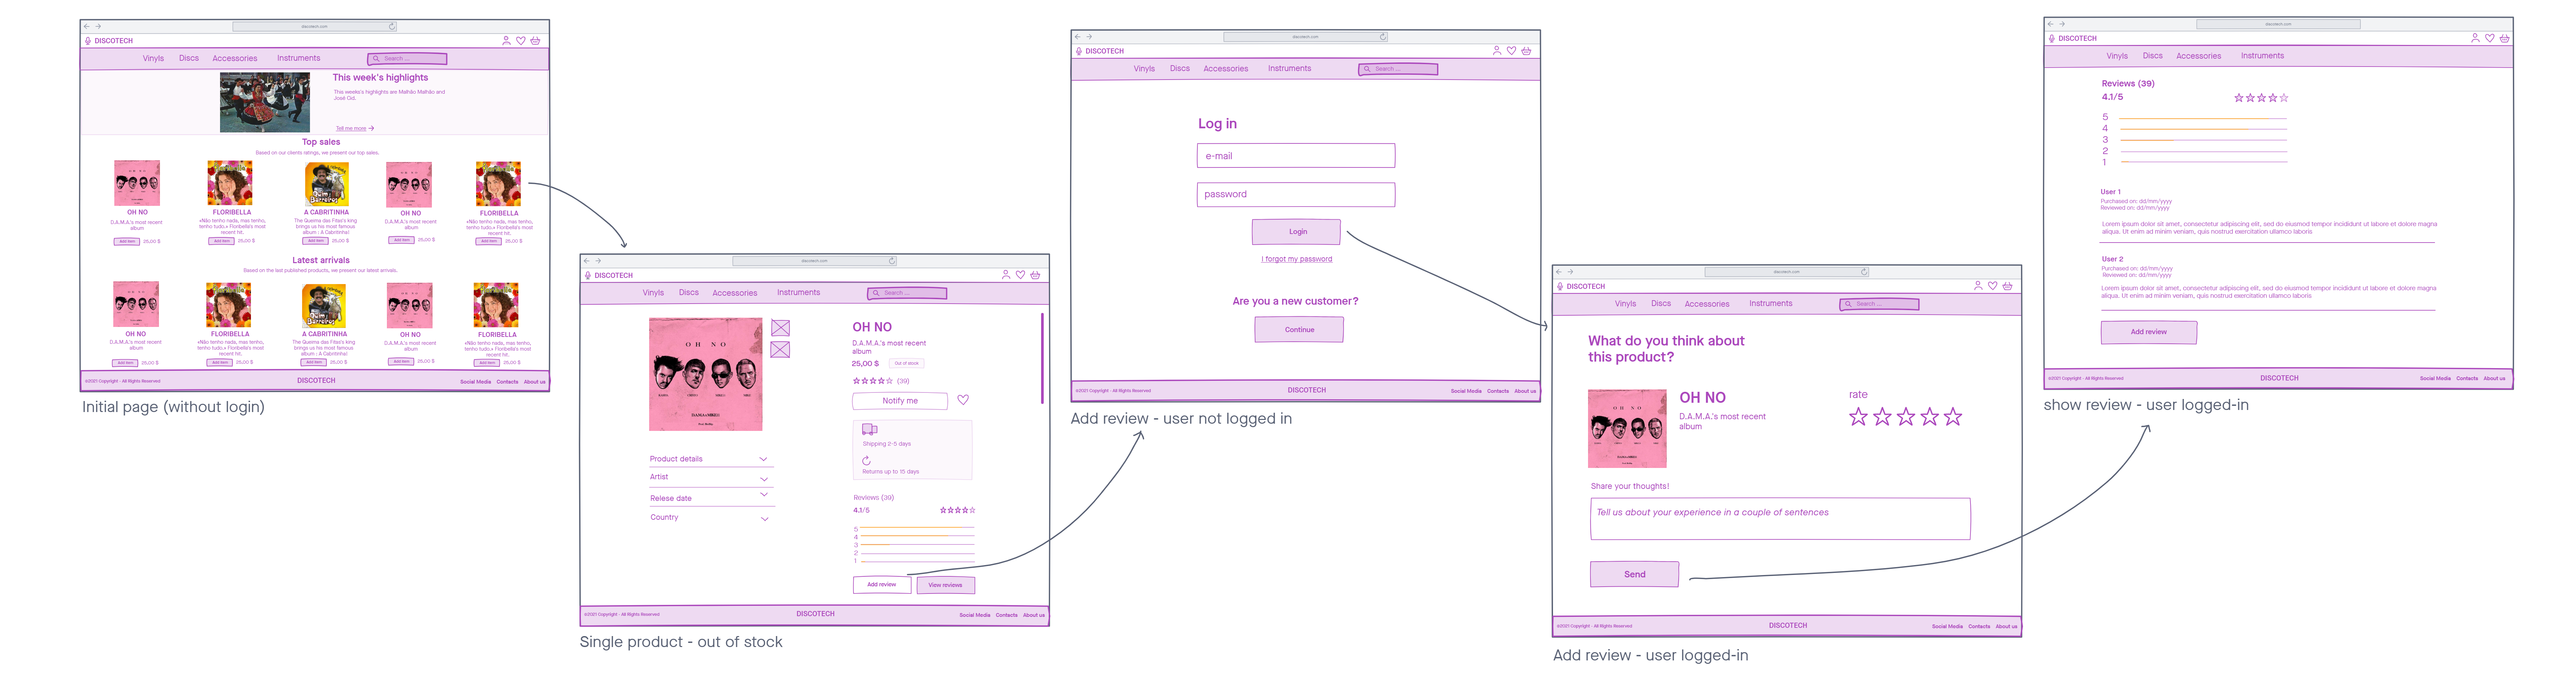 discotech.com
DISCOTECH
Vinyls Discs Accessories Instruments Search ...
This week's highlights
This weeks's highlights are Malhão Malhão and
José Cid.
Tell me more
Top sales
Based on our clients ratings, we present our top sales.
OH NO
D.A.M.A.'s most recent
album
Add item 25,00 $
FLORIBELLA
«Não tenho nada, mas tenho,
tenho tudo.» Floribella's most
recent hit.
Add item 25,00 $
A CABRITINHA
The Queima das Fitas's king
brings us his most famous
album : A Cabritinha!
Add item 25,00 $
OH NO
D.A.M.A.'s most recent
album
Add item 25,00 $
FLORIBELLA
«Não tenho nada, mas tenho,
tenho tudo.» Floribella's most
recent hit.
Add item 25,00 $
Latest arrivals
Based on the last published products, we present our latest arrivals.
OH NO
D.A.M.A.'s most recent
album
Add item 25,00 $
FLORIBELLA
«Não tenho nada, mas tenho,
tenho tudo.» Floribella's most
recent hit.
Add item 25,00 $
A CABRITINHA
The Queima das Fitas's king
brings us his most famous
album : A Cabritinha!
Add item 25,00 $
OH NO
D.A.M.A.'s most recent
album
Add item 25,00 $
FLORIBELLA
«Não tenho nada, mas tenho,
tenho tudo.» Floribella's most
recent hit.
Add item 25,00 $
©2021 Copyright - All Rights Reserved DISCOTECH Social Media Contacts About us
Initial page (without login)
discotech.com
DISCOTECH
Vinyls Discs Accessories Instruments Search ...
OH NO
OH NO
D.A.M.A.'s most recent
album
25,00 $ Out of stock
(39)
Notify me
Shipping 2-5 days
Returns up to 15 days
Product details
Artist
Relese date
Country
Reviews (39)
4.1/5
5
4
3
2
1
Add review View reviews
©2021 Copyright - All Rights Reserved DISCOTECH Social Media Contacts About us
Single product - out of stock
discotech.com
DISCOTECH
Vinyls Discs Accessories Instruments Search ...
Log in
e-mail
password
Login
I forgot my password
Are you a new customer?
Continue
©2021 Copyright - All Rights Reserved DISCOTECH Social Media Contacts About us
Add review - user not logged in
discotech.com
DISCOTECH
Vinyls Discs Accessories Instruments Search ...
What do you think about
this product?
OH NO
OH NO
D.A.M.A.'s most recent
album
rate
Share your thoughts!
Tell us about your experience in a couple of sentences
Send
©2021 Copyright - All Rights Reserved DISCOTECH Social Media Contacts About us
Add review - user logged-in
discotech.com
DISCOTECH
Vinyls Discs Accessories Instruments
Reviews (39)
4.1/5
5
4
3
2
1
User 1
Purchased on: dd/mm/yyyy
Reviewed on: dd/mm/yyyy
Lorem ipsum dolor sit amet, consectetur adipiscing elit, sed do eiusmod tempor incididunt ut labore et dolore magna
aliqua. Ut enim ad minim veniam, quis nostrud exercitation ullamco laboris
User 2
Purchased on: dd/mm/yyyy
Reviewed on: dd/mm/yyyy
Lorem ipsum dolor sit amet, consectetur adipiscing elit, sed do eiusmod tempor incididunt ut labore et dolore magna
aliqua. Ut enim ad minim veniam, quis nostrud exercitation ullamco laboris
Add review
©2021 Copyright - All Rights Reserved DISCOTECH Social Media Contacts About us
show review - user logged-in